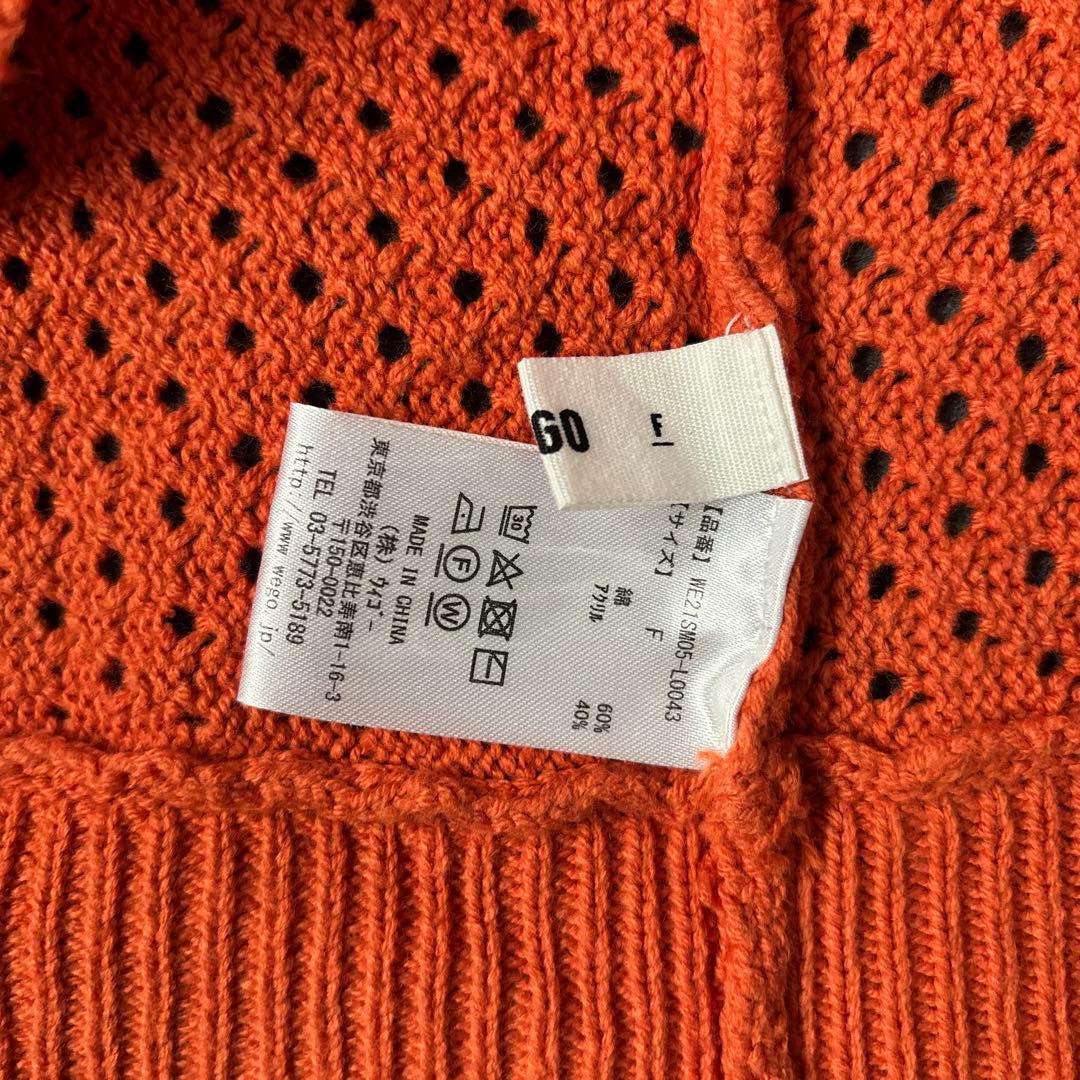 GO
F
【品番】 WE21SM05-L0043
【サイズ】 F
綿 60%
アクリル 40%
30
F
W
MADE IN CHINA
(株) ウィゴー
〒150-0022
東京都渋谷区恵比寿南1-16-3
TEL 03-5773-5189
http://www.wego.jp/